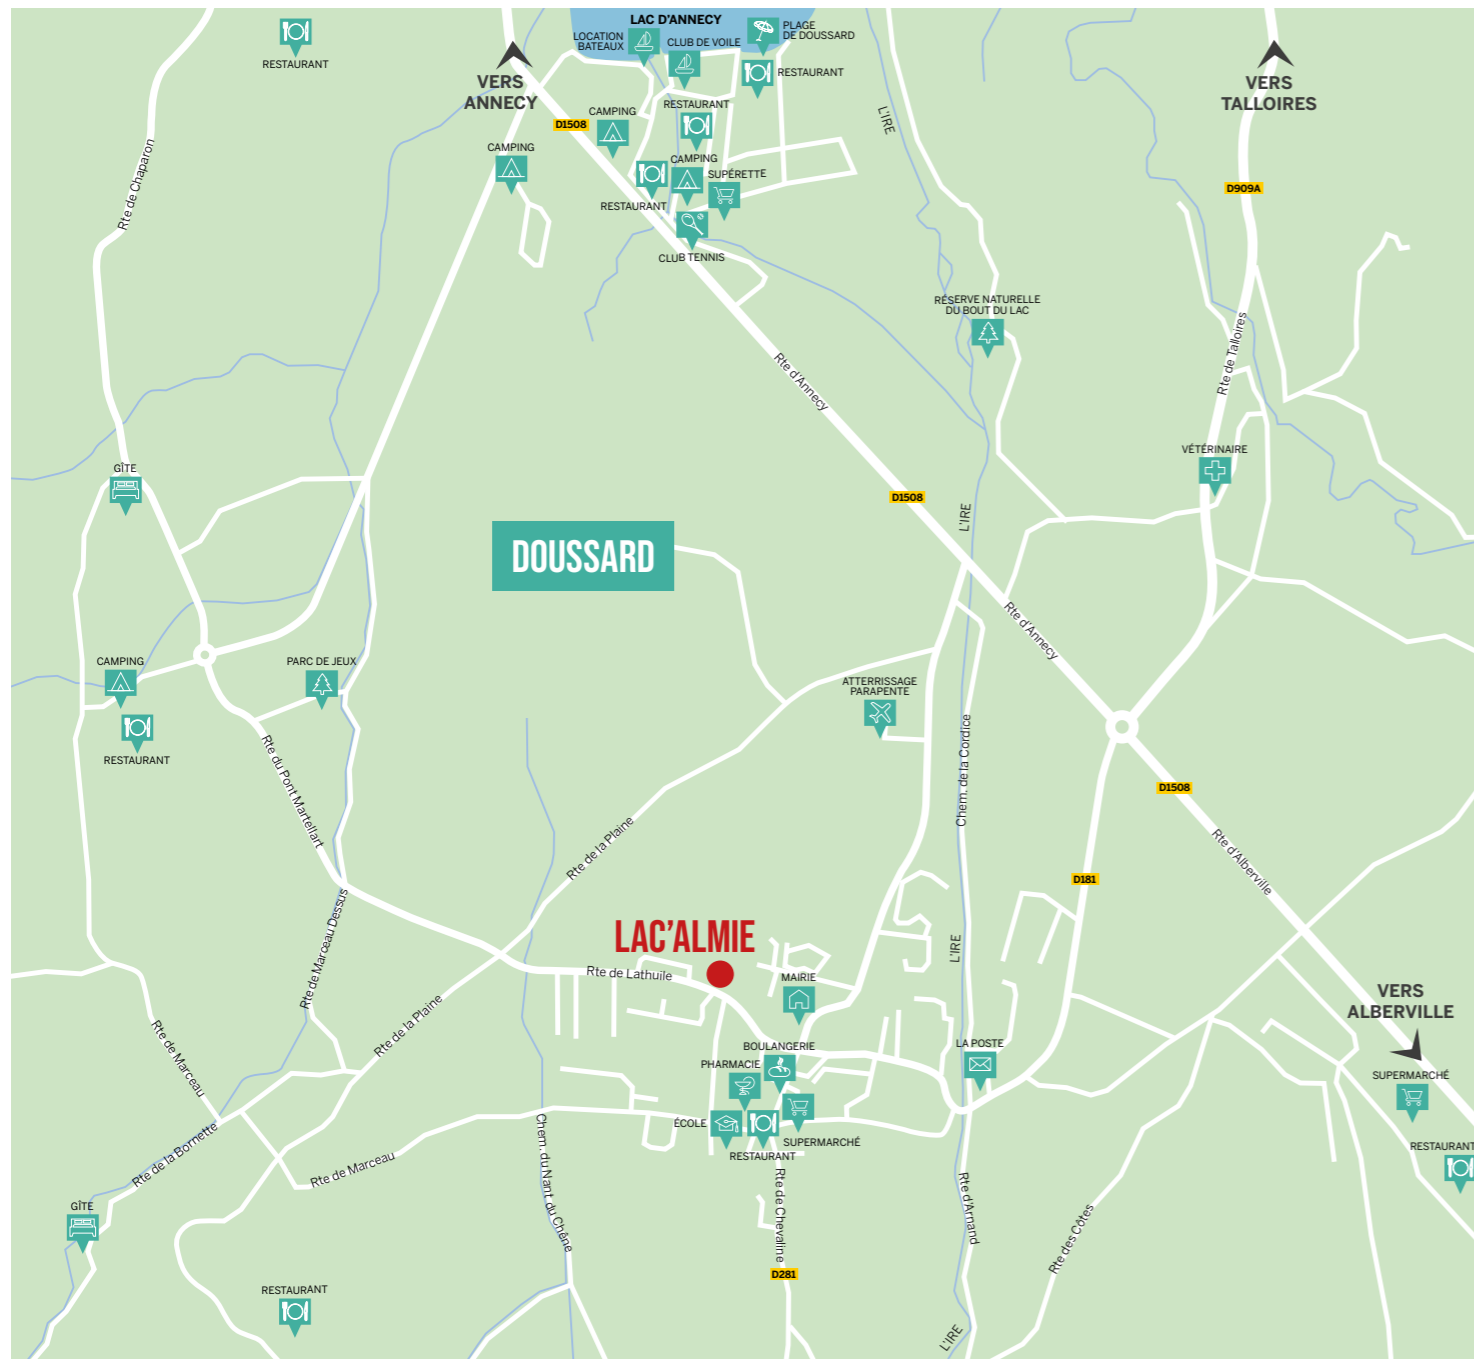 LAC D'ANNECY
LOCATION
BATEAUX
CLUB DE VOILE
PLAGE
DE DOUSSARD
RESTAURANT
RESTAURANT
VERS
ANNECY
VERS
TALLOIRES
D1508
CAMPING
RESTAURANT
L'IRE
CAMPING
CAMPING
SUPÉRETTE
RESTAURANT
CLUB TENNIS
D909A
Rte de Chaparon
RÉSERVE NATURELLE
DU BOUT DU LAC
Rte d'Annecy
Rte de Talloires
VÉTÉRINAIRE
GÎTE
D1508
L'IRE
DOUSSARD
Rte d'Annecy
CAMPING
PARC DE JEUX
ATTERRISSAGE
PARAPENTE
RESTAURANT
Rte du Pont Martellart
Chem. de la Cordice
D1508
Rte de la Plaine
Rte d'Alberville
D181
Rte de Marceau Dessus
LAC'ALMIE
L'IRE
Rte de Lathuile
MAIRIE
VERS
ALBERVILLE
Rte de la Plaine
Rte de Marceau
BOULANGERIE
LA POSTE
PHARMACIE
SUPERMARCHÉ
ÉCOLE
RESTAURANT
SUPERMARCHÉ
RESTAURANT
Rte de la Bornette
Rte de Marceau
Chem. du Nant du Chêne
Rte de Chevaline
Rte d'Arnand
Rte des Côtes
GÎTE
D281
RESTAURANT
L'IRE